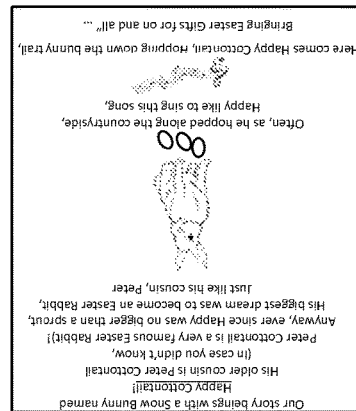 Our story beings with a Snow Bunny named
Happy Cottontail!
His older cousin is Peter Cottontail
(in case you didn't know,
Peter Cottontail is a very famous Easter Rabbit)!
Anyway, ever since Happy was no bigger than a sprout,
His biggest dream was to become an Easter Rabbit,
Just like his cousin, Peter
Often, as he hopped along the countryside,
Happy like to sing this song,
Here comes Happy Cottontail, Hopping down the bunny trail,
Bringing Easter Gifts for on and all" ...